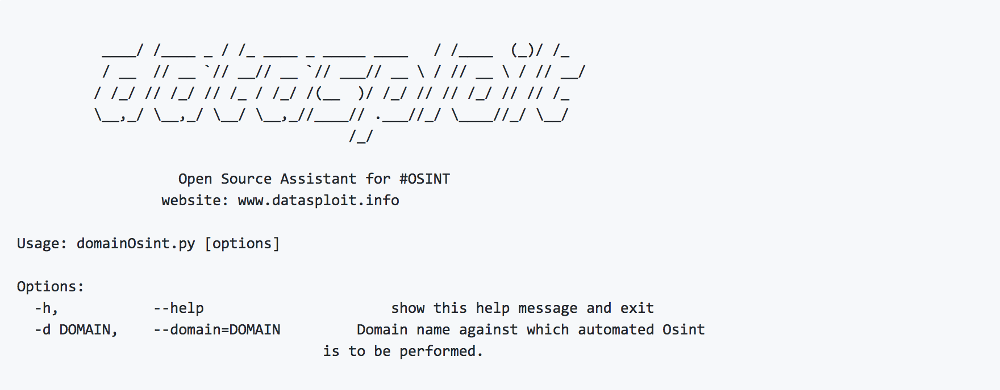 ____/ /____ _ / /_ ____ _ _____ ____   / /____  (_)/ /_
/ __  // __ `// __// __ `// ___// __ \ / // __ \ / // __/
/ /_/ // /_/ // /_ / /_/ /(__  )/ /_/ // // /_/ // // /_
\__,_/ \__,_/ \__/ \__,_//____// .___//_/ \____//_/ \__/
/_/
Open Source Assistant for #OSINT
website: www.datasploit.info
Usage: domainOsint.py [options]
Options:
-h, --help show this help message and exit
-d DOMAIN, --domain=DOMAIN Domain name against which automated Osint
is to be performed.